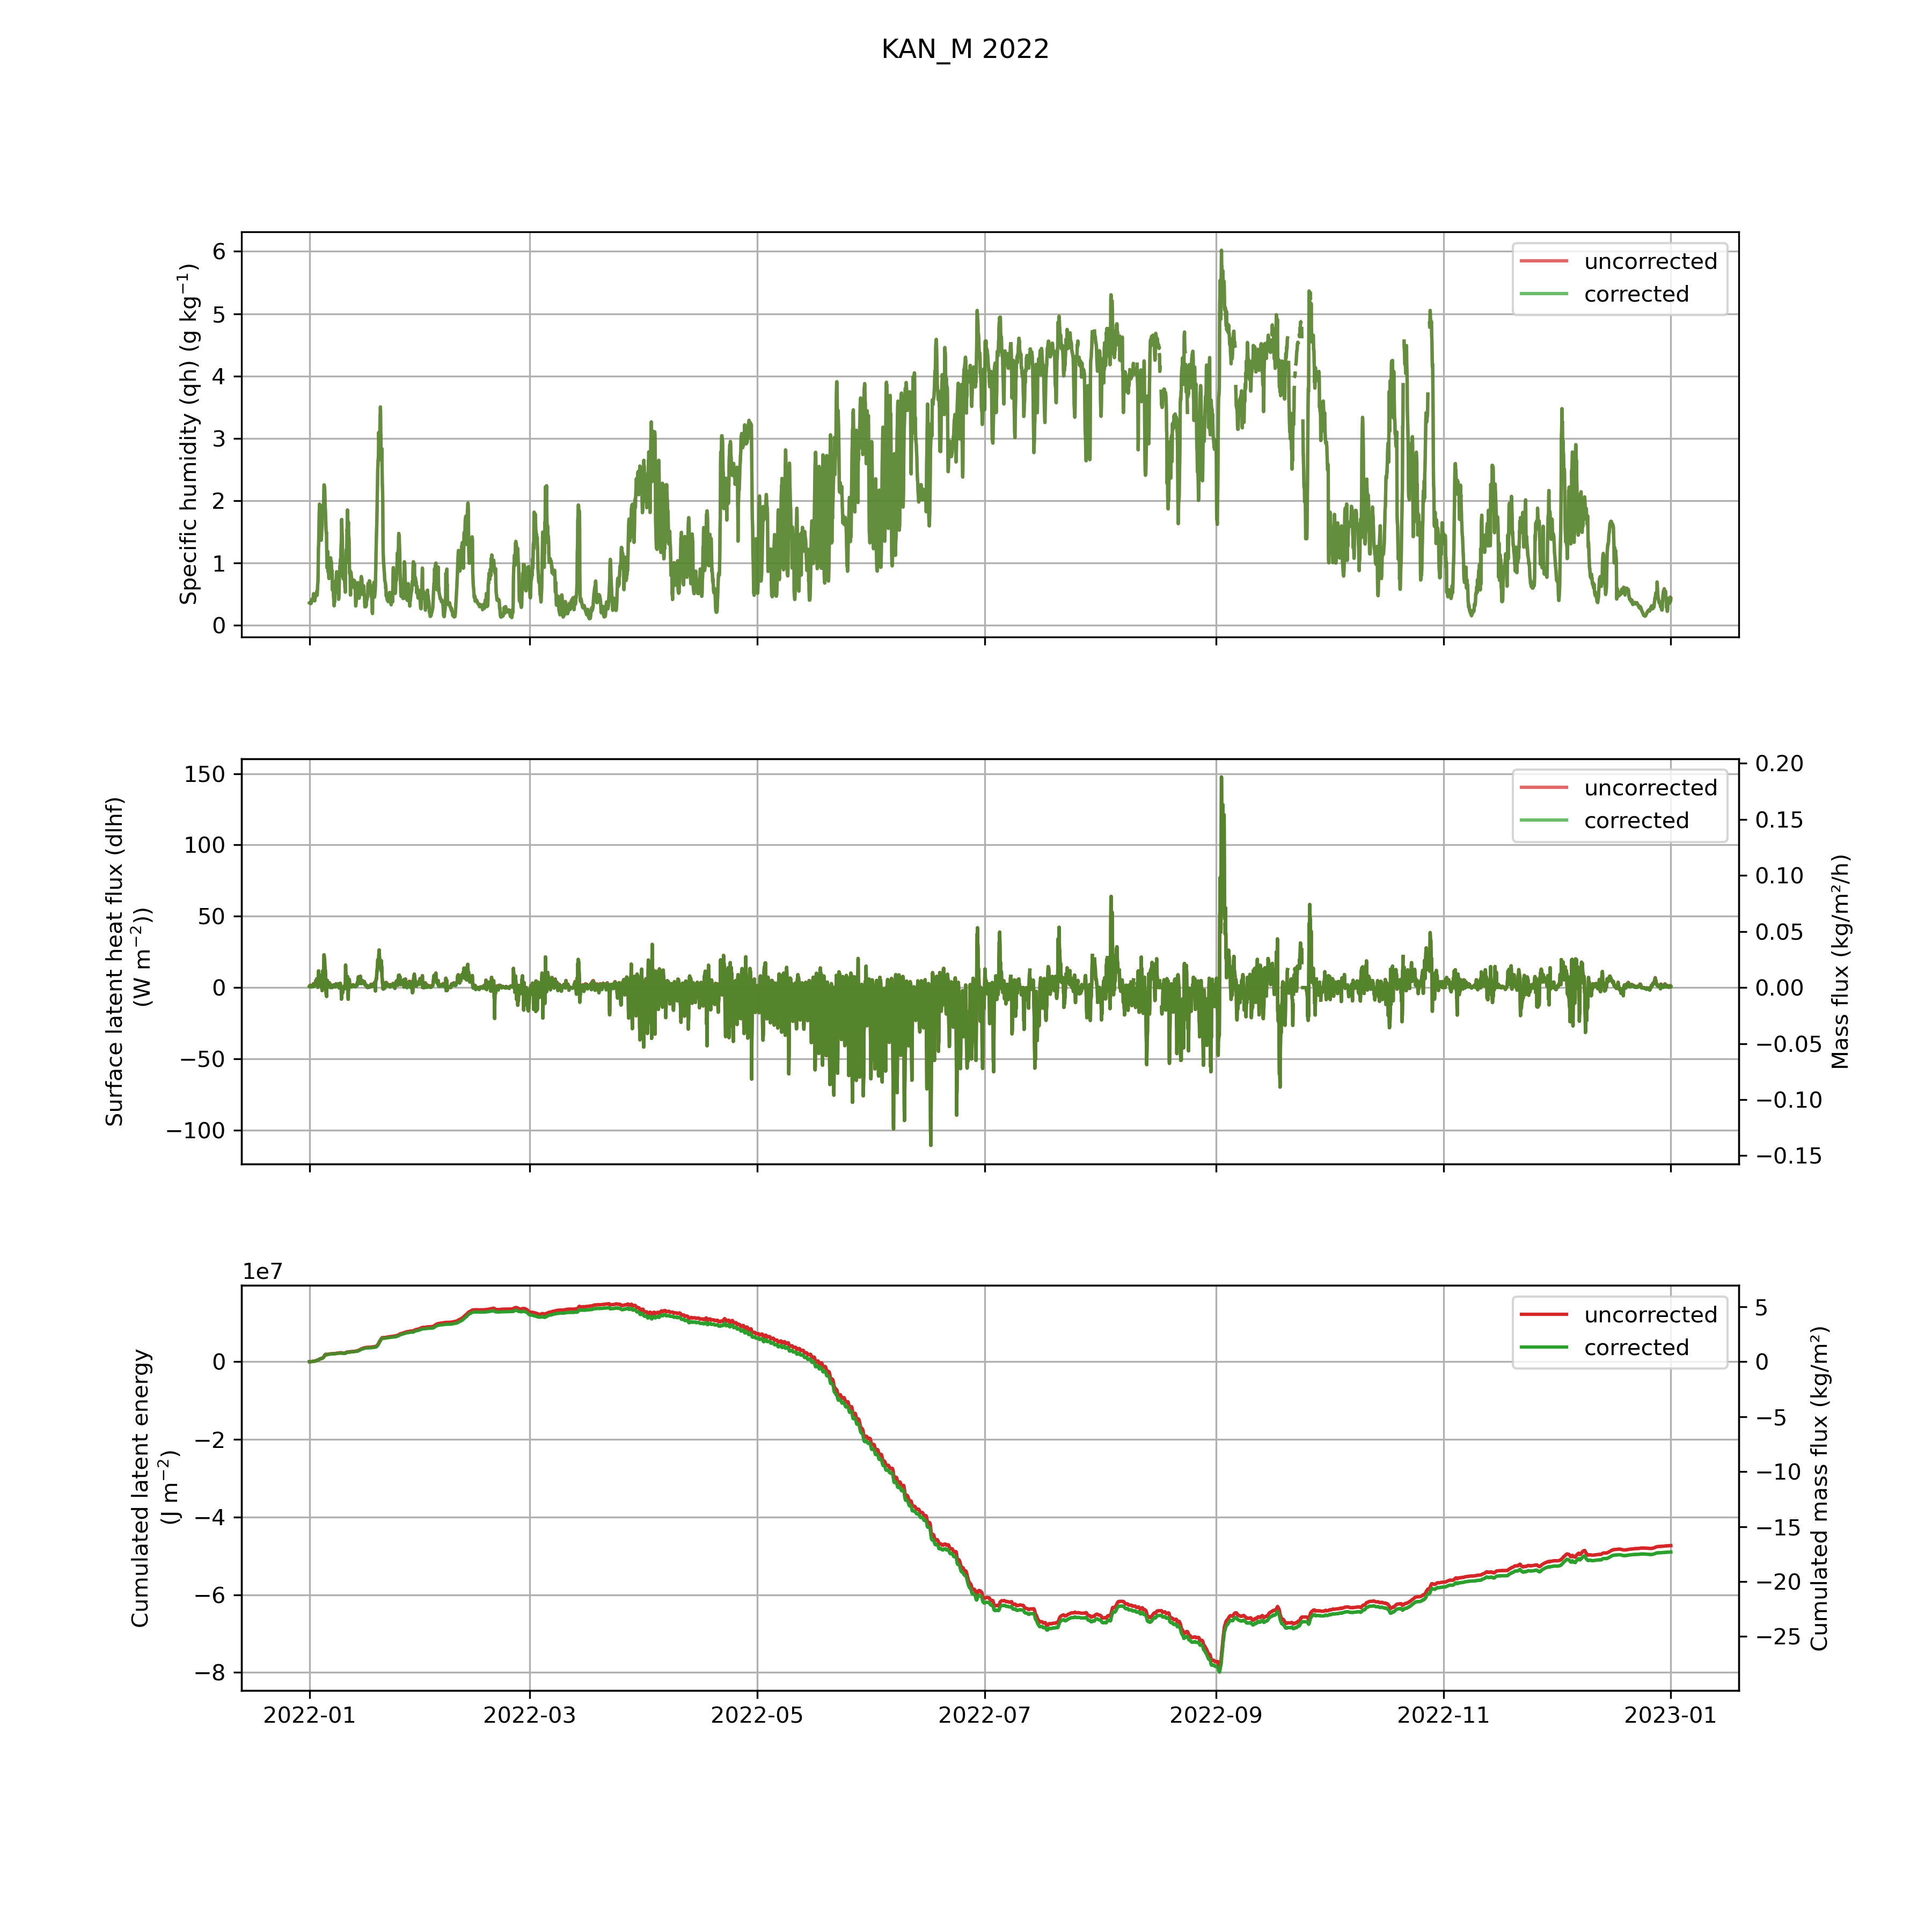 KAN_M 2022
Specific humidity (qh) (g kg⁻¹)
6
5
4
3
2
1
0
uncorrected
corrected
Surface latent heat flux (dlhf)
(W m⁻²))
150
100
50
0
−50
−100
uncorrected
corrected
0.20
0.15
0.10
0.05
0.00
−0.05
−0.10
−0.15
Mass flux (kg/m²/h)
1e7
Cumulated latent energy
(J m⁻²)
0
−2
−4
−6
−8
uncorrected
corrected
5
0
−5
−10
−15
−20
−25
Cumulated mass flux (kg/m²)
2022-01
2022-03
2022-05
2022-07
2022-09
2022-11
2023-01